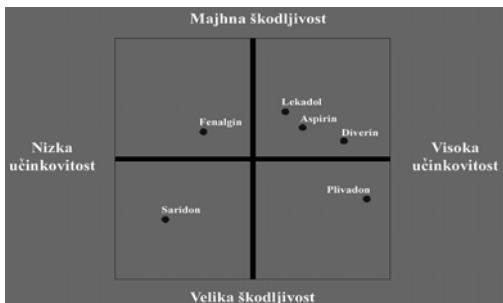 Majhna škodljivost
Lekadol
Fenalgin
Aspirin
Diverin
Nizka
učinkovitost
Visoka
učinkovitost
Plivadon
Saridon
Velika škodljivost